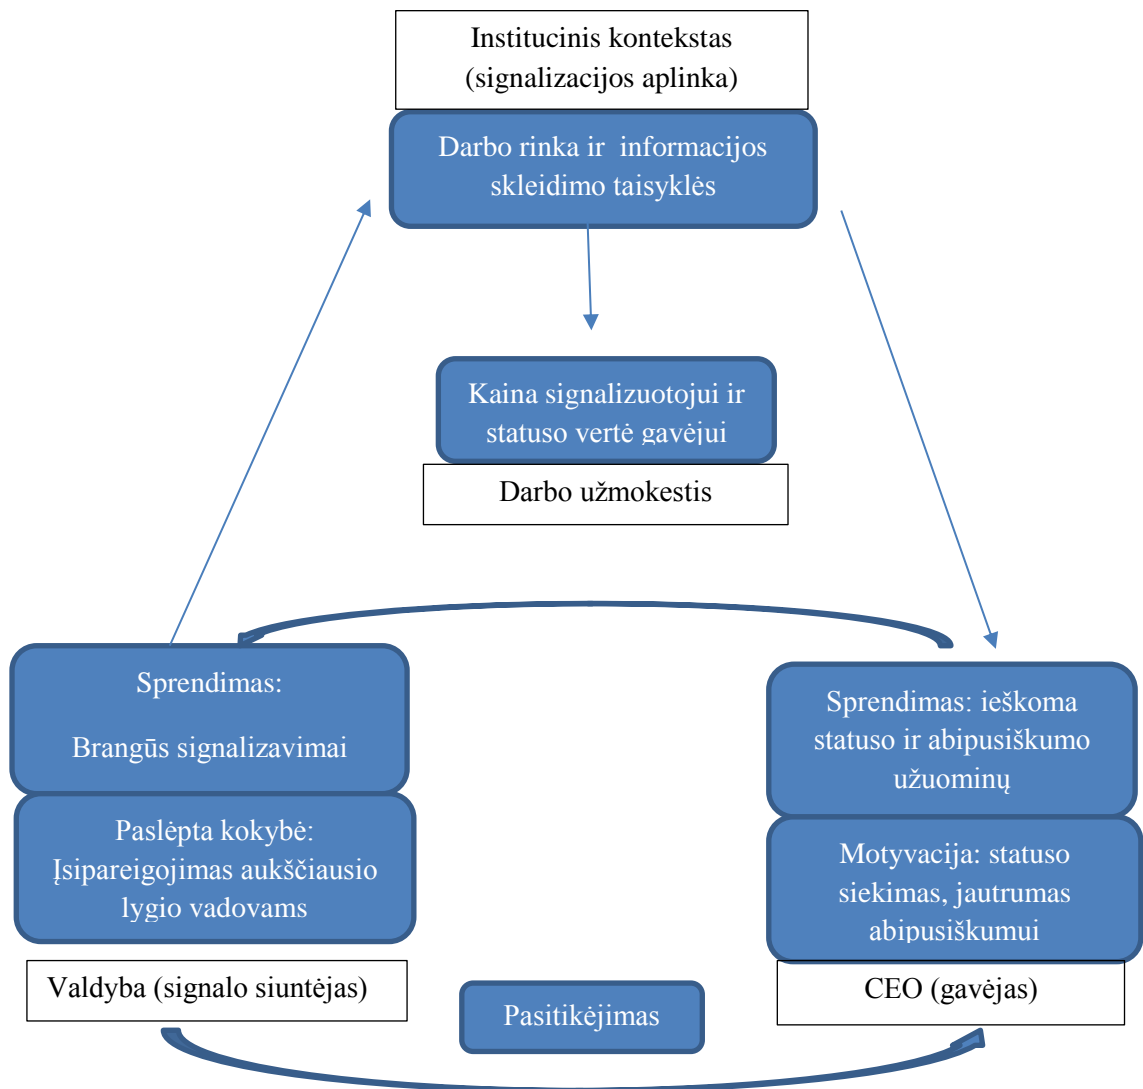 Institucinis kontekstas
(signalizacijos aplinka)
Darbo rinka ir informacijos
skleidimo taisyklės
Kaina signalizuotojui ir
statuso vertė gavėjui
Darbo užmokestis
Sprendimas:
Brangūs signalizavimai
Paslėpta kokybė:
Įsipareigojimas aukščiausio
lygio vadovams
Valdyba (signalo siuntėjas)
Sprendimas: ieškoma
statuso ir abipusiškumo
užuominų
Motyvacija: statuso
siekimas, jautrumas
abipusiškumui
CEO (gavėjas)
Pasitikėjimas